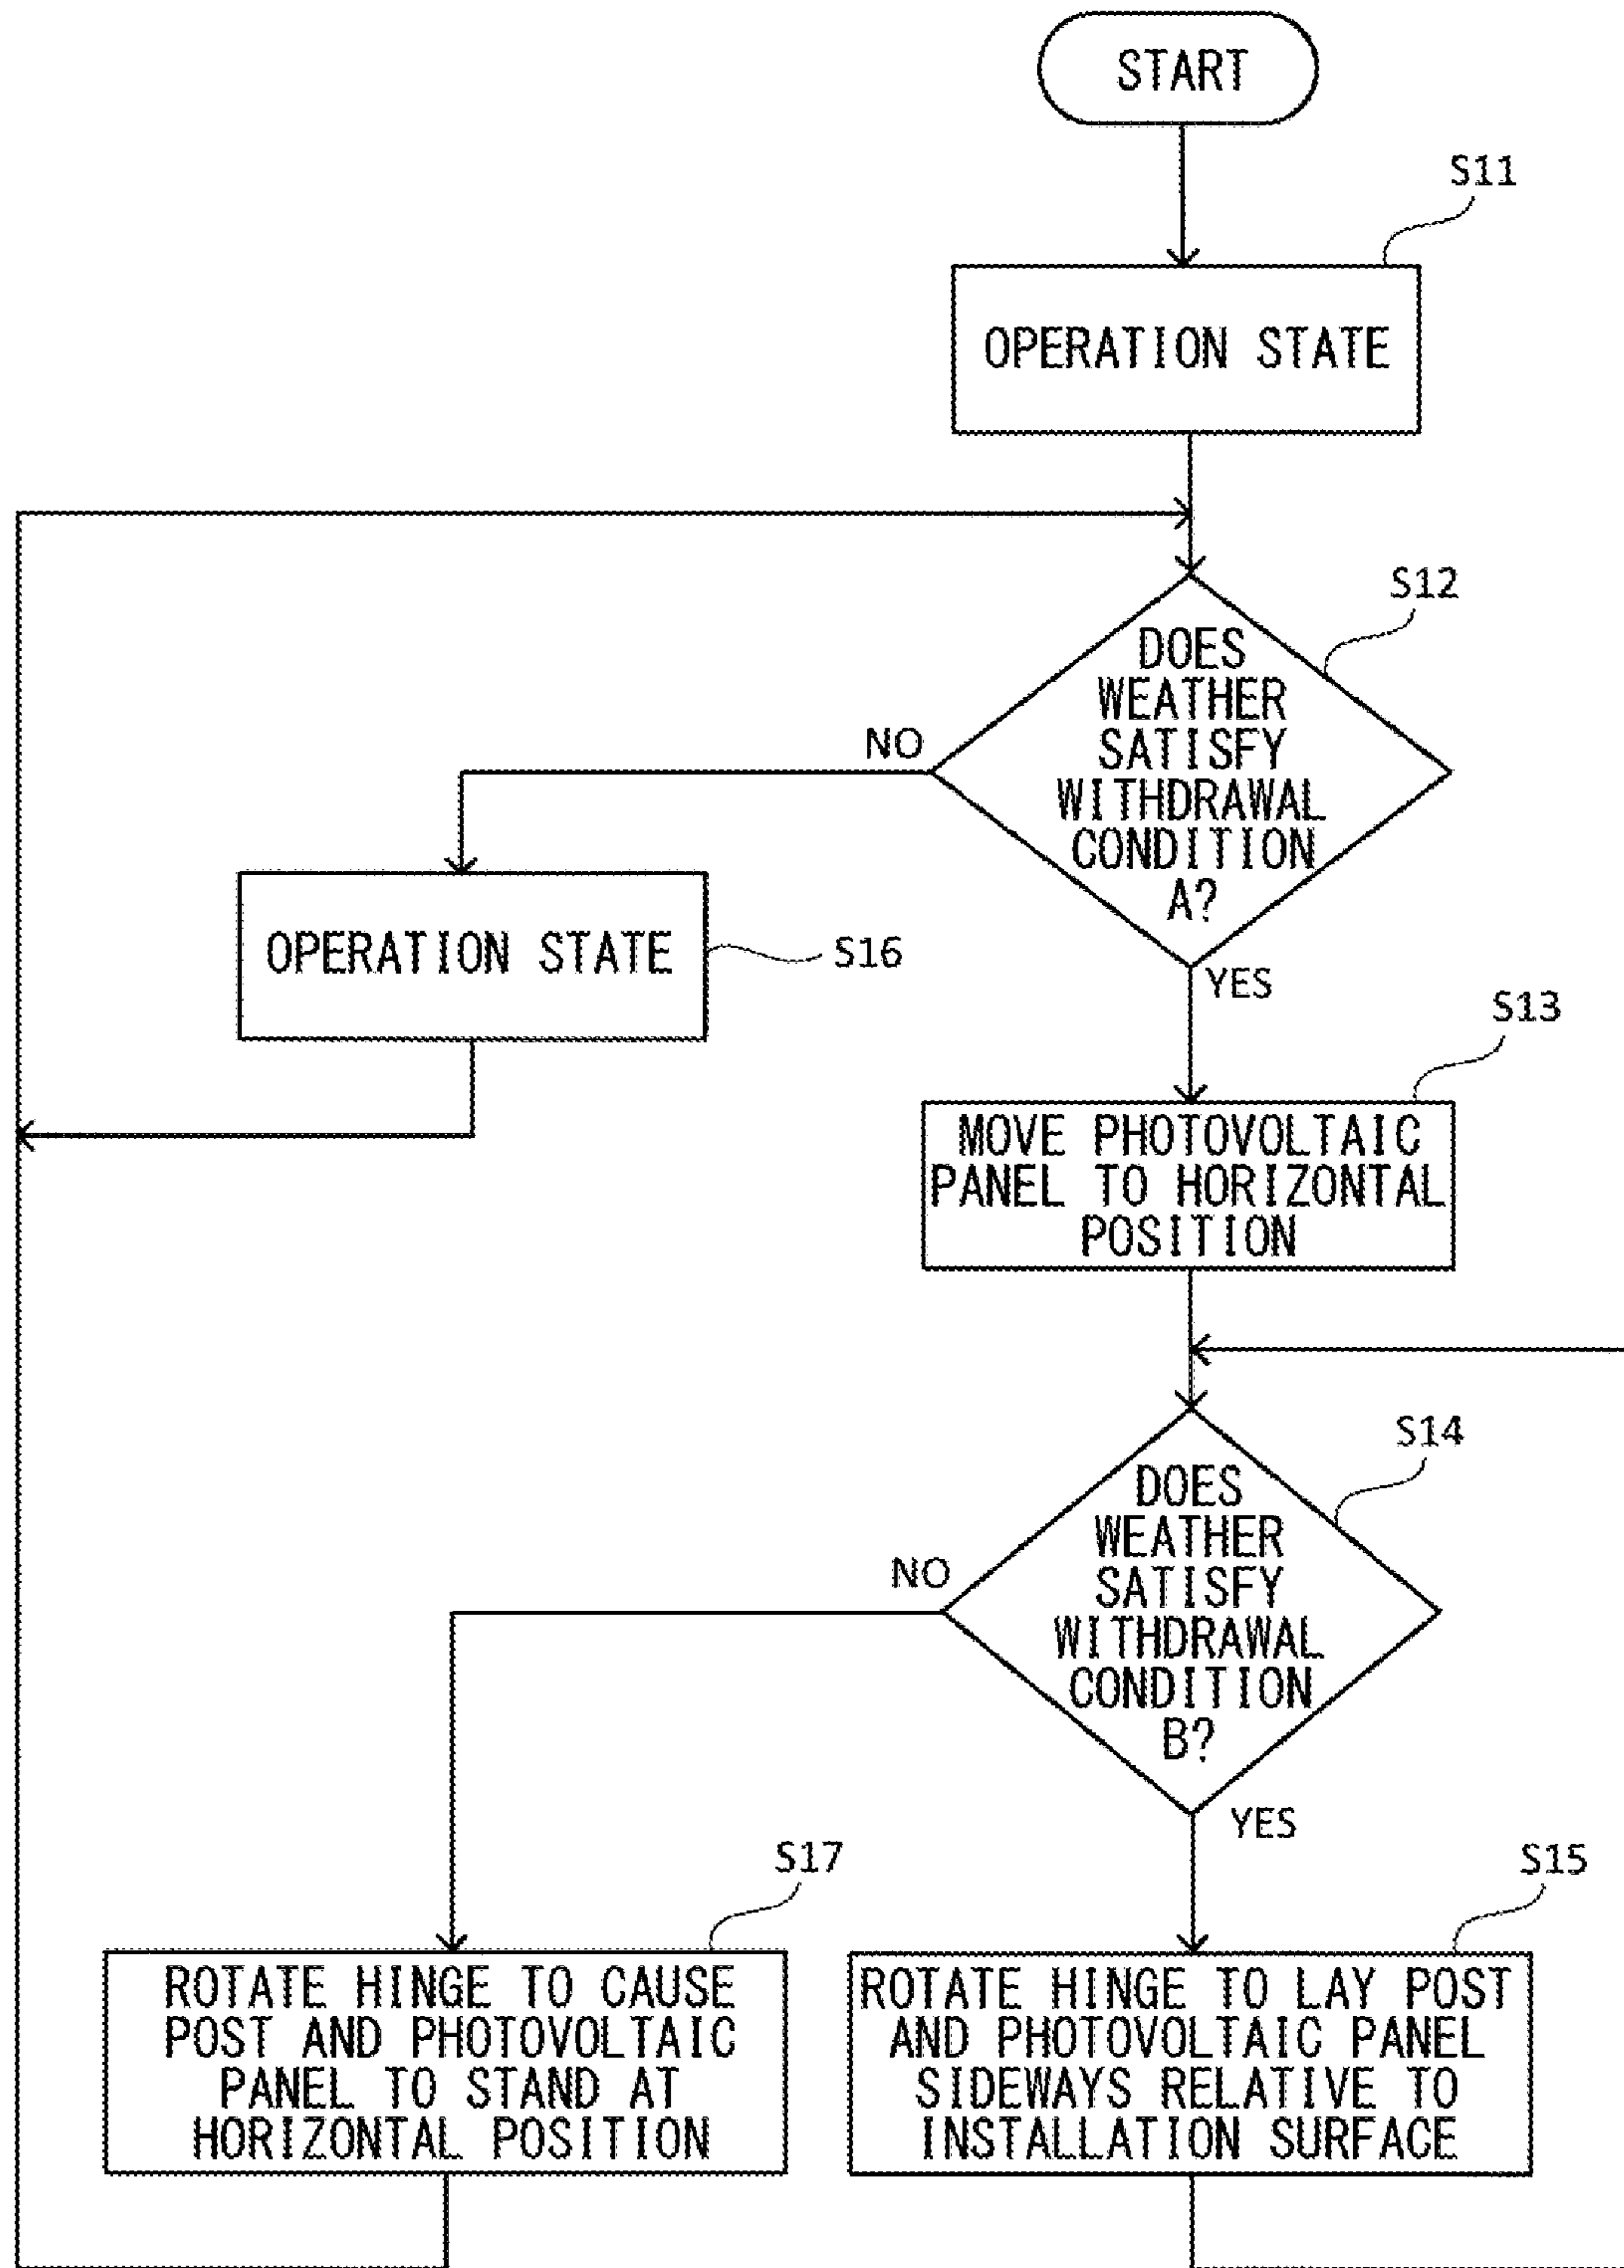 START
S11
OPERATION STATE
S12
DOES
WEATHER
SATISFY
WITHDRAWAL
CONDITION
A?
NO
YES
OPERATION STATE
S16
S13
MOVE PHOTOVOLTAIC
PANEL TO HORIZONTAL
POSITION
S14
DOES
WEATHER
SATISFY
WITHDRAWAL
CONDITION
B?
NO
YES
S17
ROTATE HINGE TO CAUSE
POST AND PHOTOVOLTAIC
PANEL TO STAND AT
HORIZONTAL POSITION
S15
ROTATE HINGE TO LAY POST
AND PHOTOVOLTAIC PANEL
SIDEWAYS RELATIVE TO
INSTALLATION SURFACE